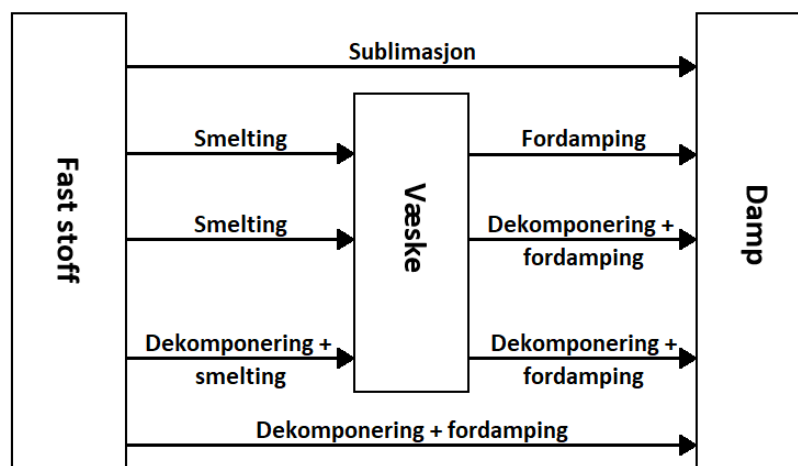 Sublimasjon
Fast stoff
Smelting
Væske
Fordamping
Damp
Smelting
Dekomponering +
fordamping
Dekomponering +
smelting
Dekomponering +
fordamping
Dekomponering + fordamping